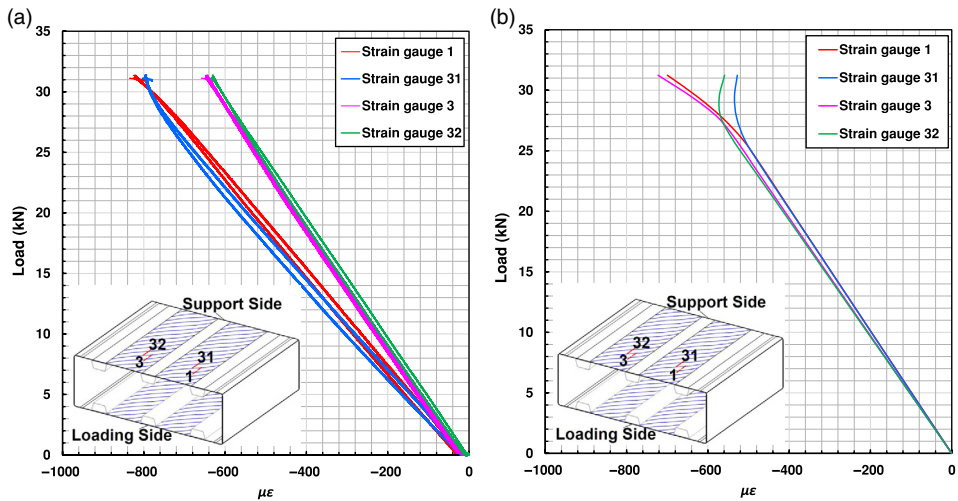 (a)
35
30
25
20
15
10
5
0
Load (kN)
Strain gauge 1
Strain gauge 31
Strain gauge 3
Strain gauge 32
Support Side
32
3
31
1
Loading Side
−1000
−800
−600
−400
−200
0
με
(b)
35
30
25
20
15
10
5
0
Load (kN)
Strain gauge 1
Strain gauge 31
Strain gauge 3
Strain gauge 32
Support Side
32
3
31
1
Loading Side
−1000
−800
−600
−400
−200
0
με